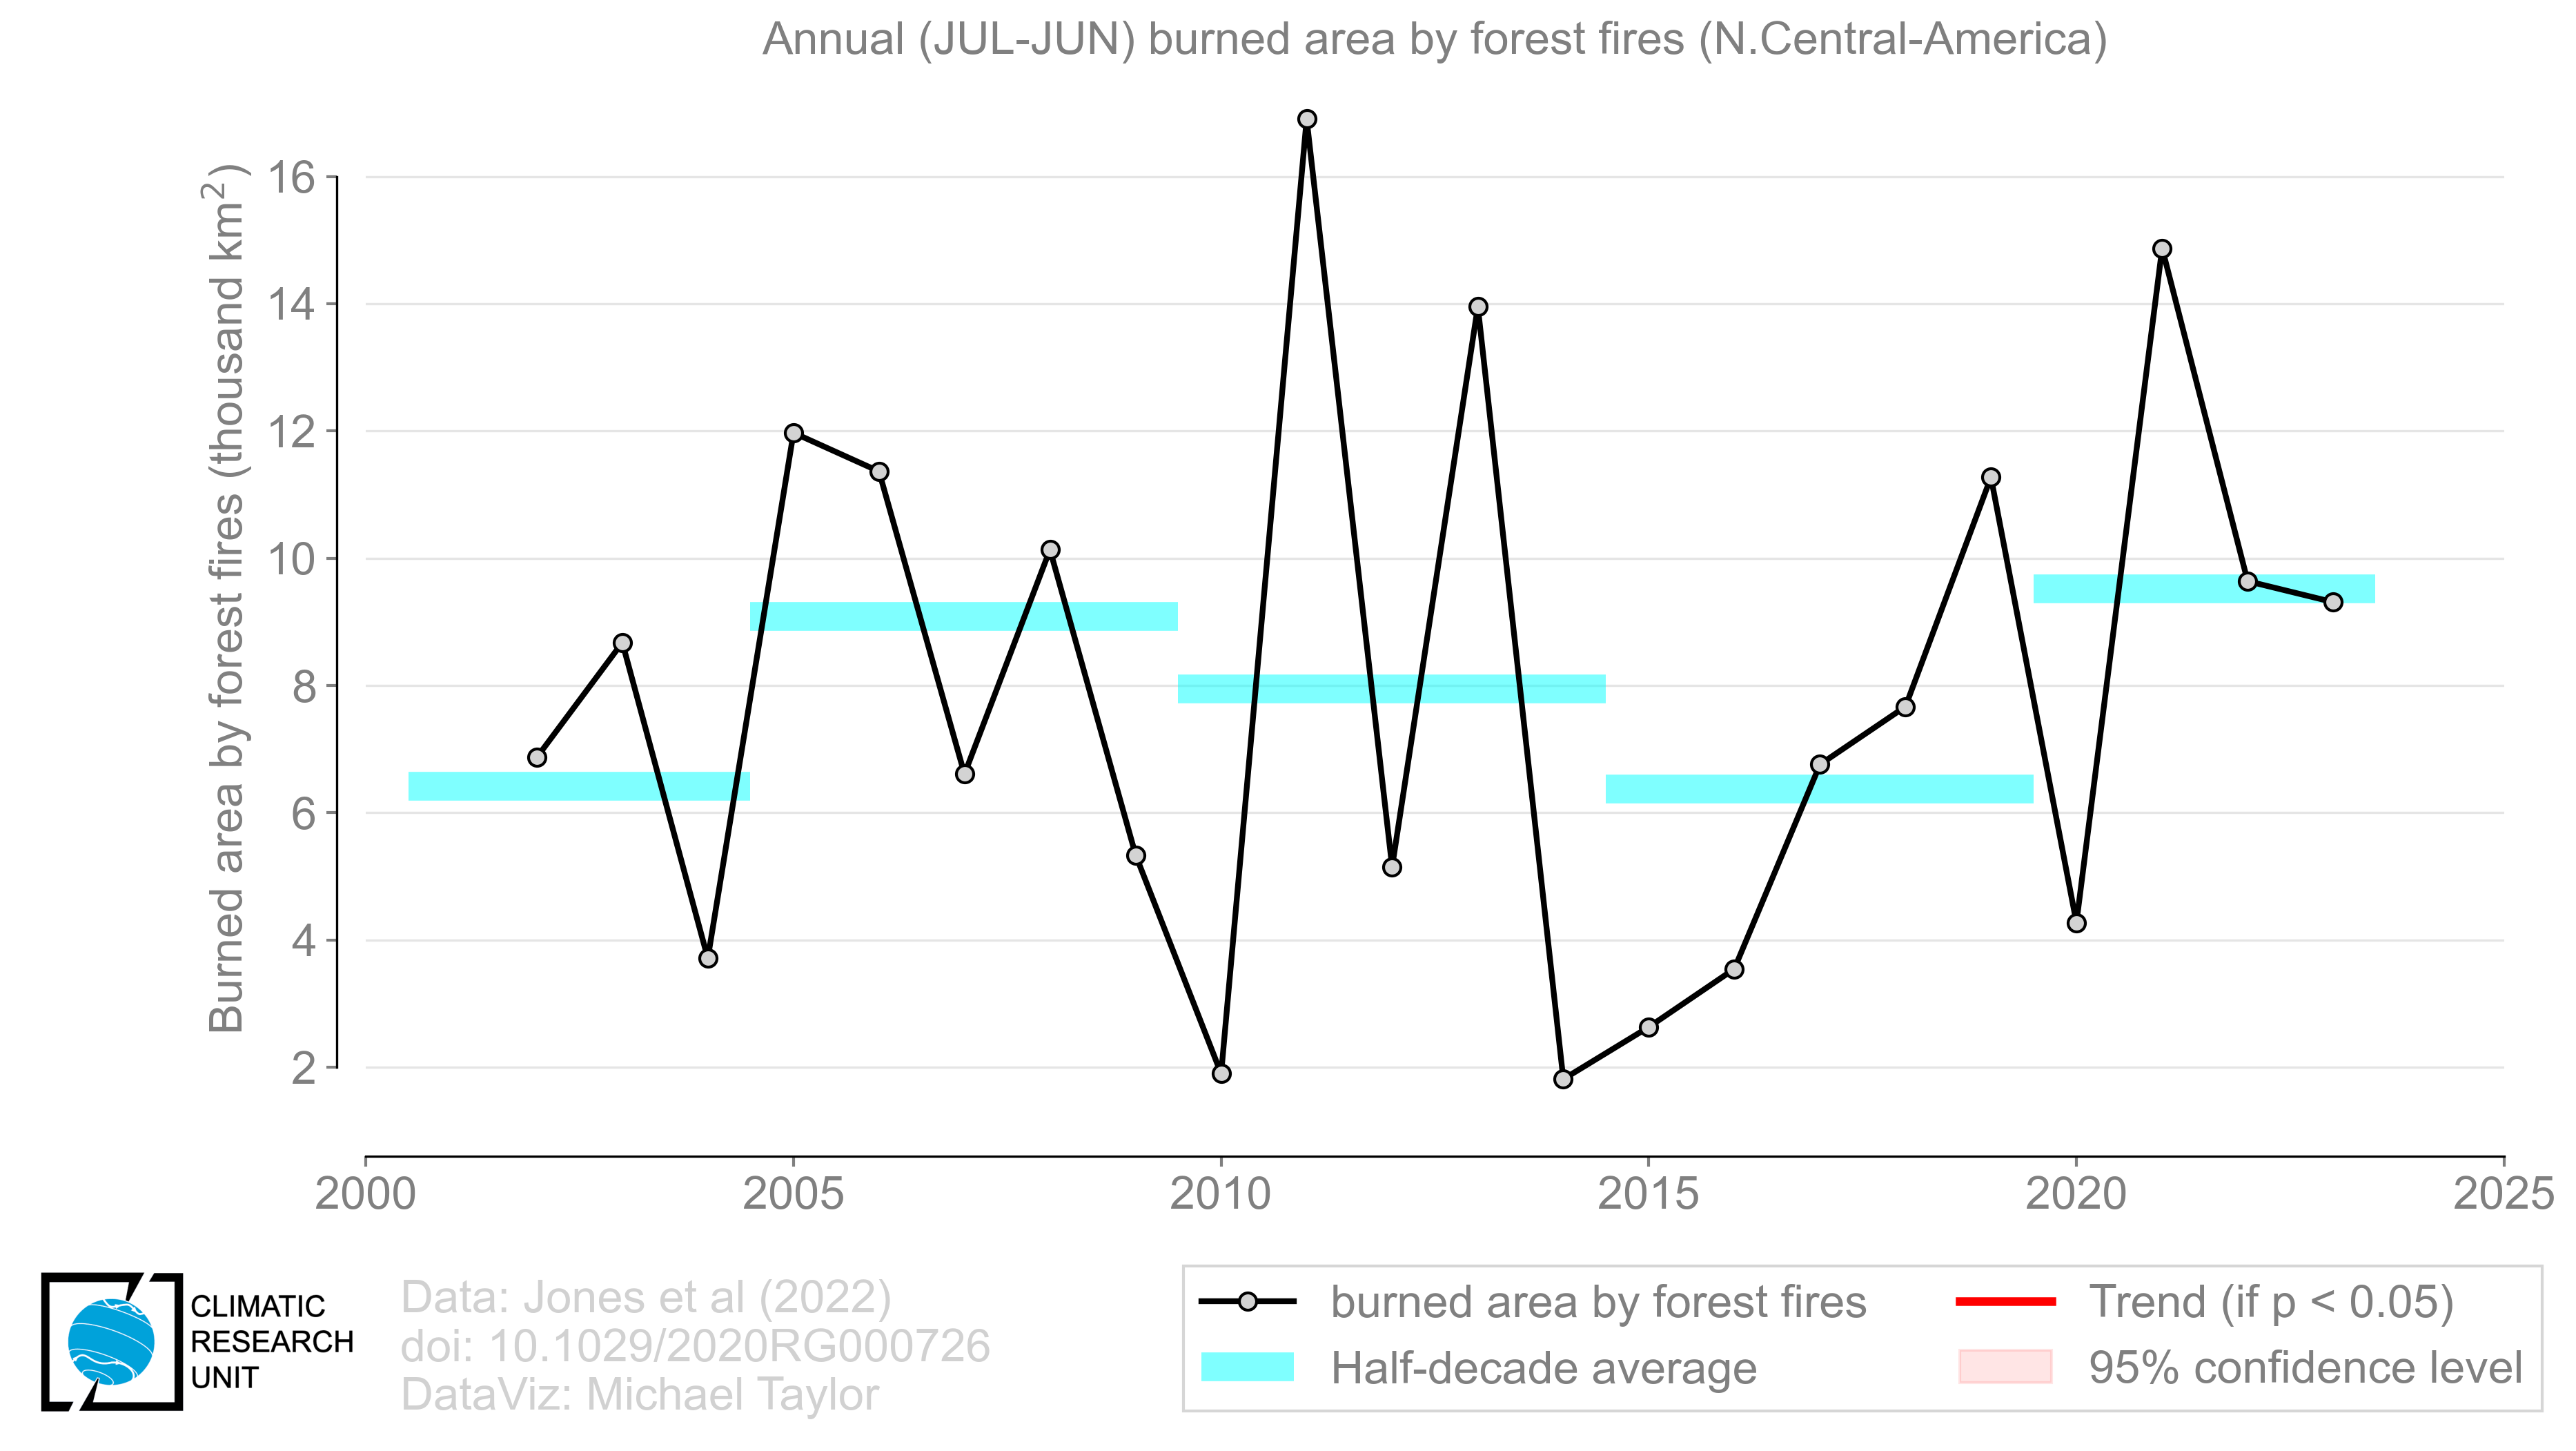 Annual (JUL-JUN) burned area by forest fires (N.Central-America)
Burned area by forest fires (thousand km²)
16
14
12
10
8
6
4
2
2000 2005 2010 2015 2020 2025
CLIMATIC
RESEARCH
UNIT
Data: Jones et al (2022)
doi: 10.1029/2020RG000726
DataViz: Michael Taylor
burned area by forest fires
Half-decade average
Trend (if p < 0.05)
95% confidence level